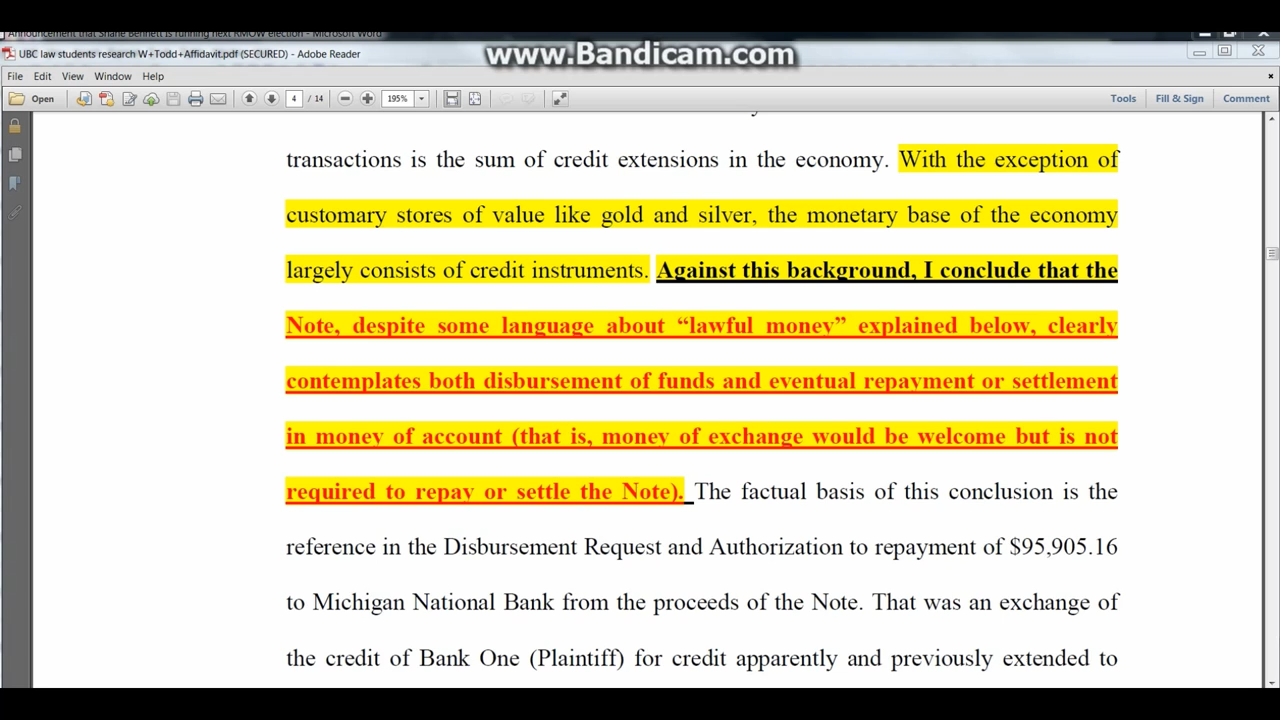 Announcement that Shane Bennett is running next RMOW election - Microsoft Word
UBC law students research W+Todd+Affidavit.pdf (SECURED) - Adobe Reader
www.Bandicam.com
File Edit View Window Help
Open 4 / 14 195% Tools Fill & Sign Comment
transactions is the sum of credit extensions in the economy. With the exception of
customary stores of value like gold and silver, the monetary base of the economy
largely consists of credit instruments. Against this background, I conclude that the
Note, despite some language about “lawful money” explained below, clearly
contemplates both disbursement of funds and eventual repayment or settlement
in money of account (that is, money of exchange would be welcome but is not
required to repay or settle the Note). The factual basis of this conclusion is the
reference in the Disbursement Request and Authorization to repayment of $95,905.16
to Michigan National Bank from the proceeds of the Note. That was an exchange of
the credit of Bank One (Plaintiff) for credit apparently and previously extended to